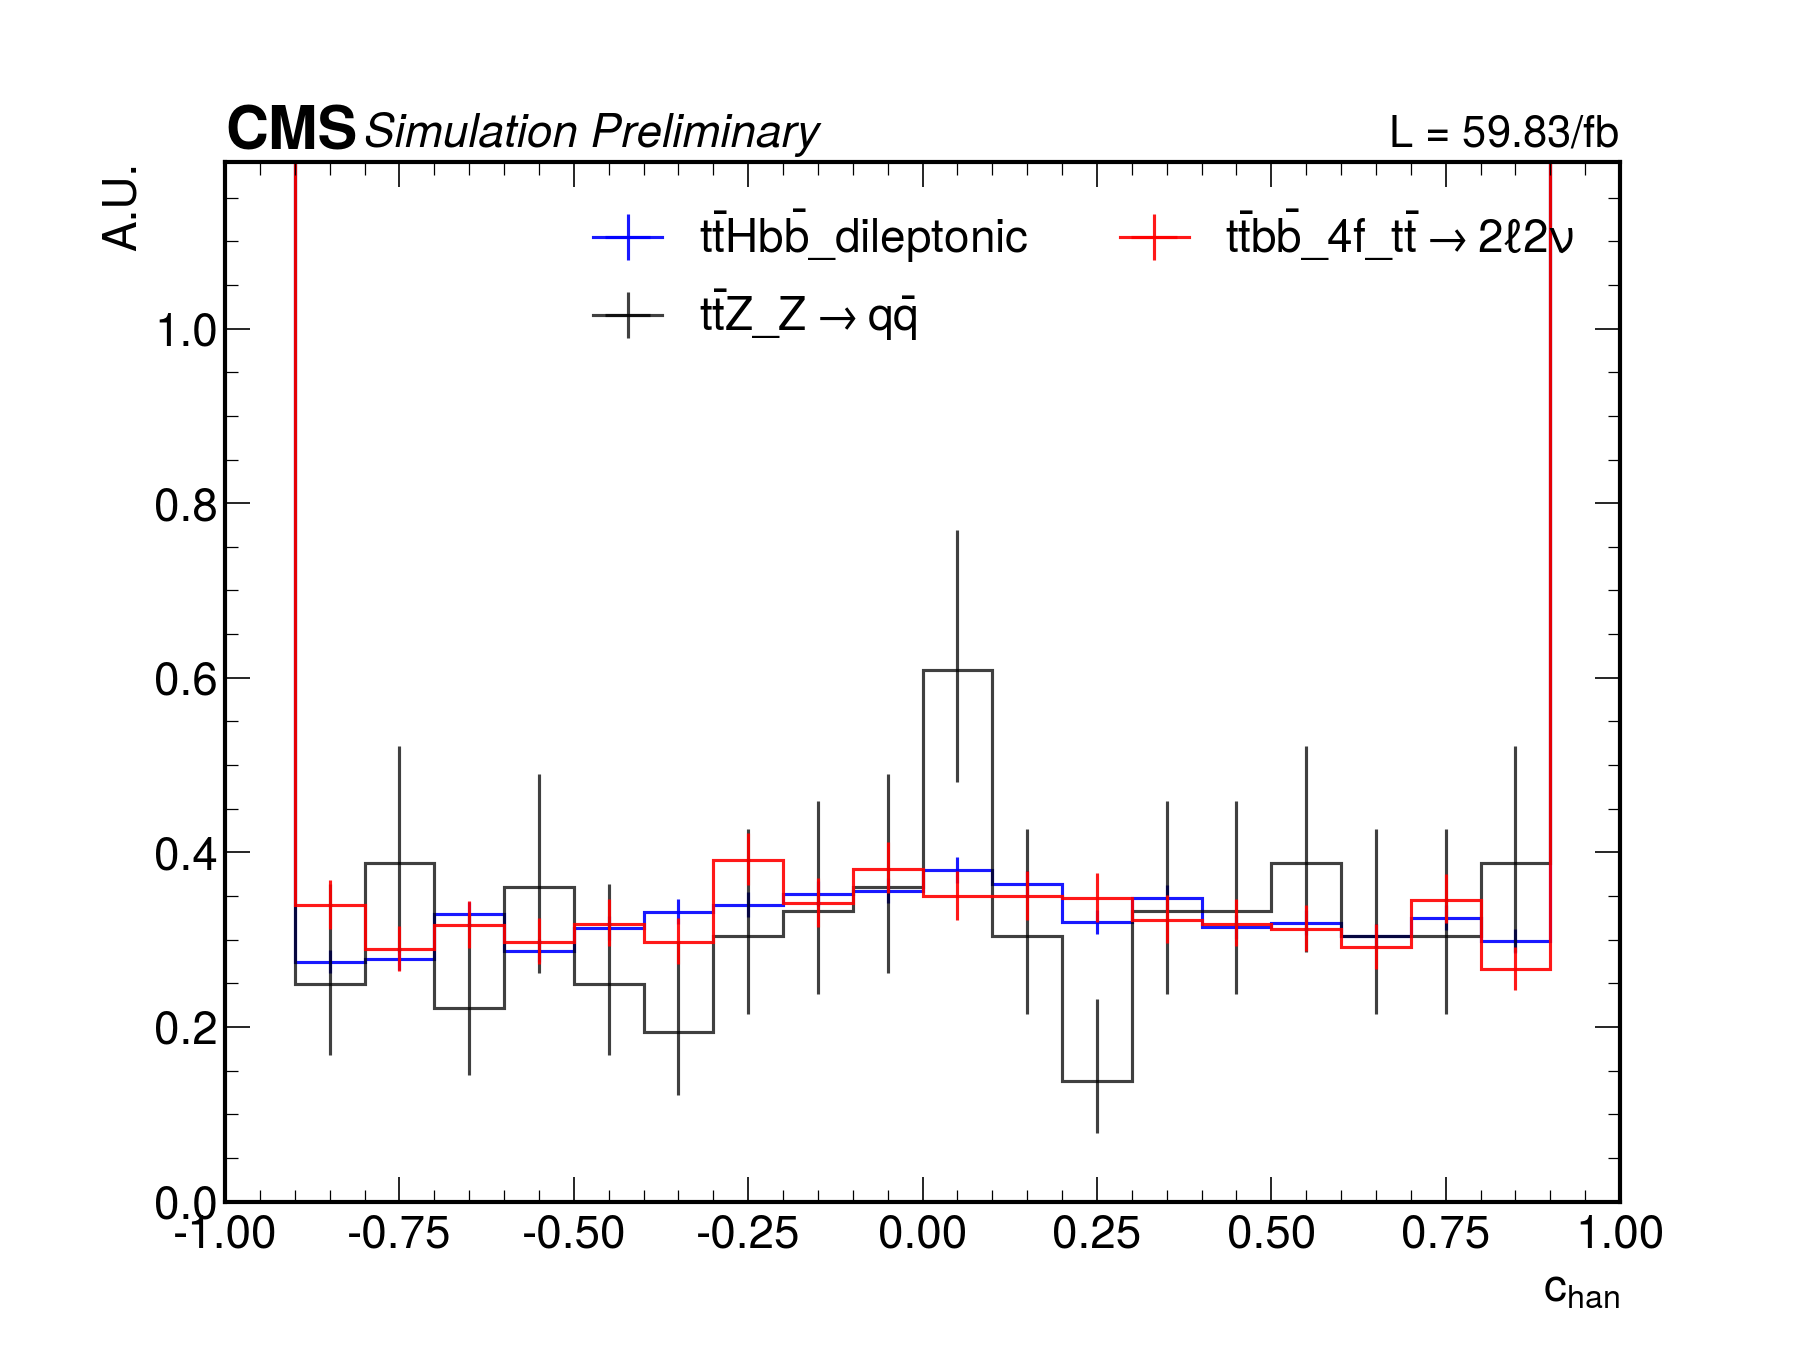 CMS Simulation Preliminary L = 59.83/fb
A.U.
tt̄Hbb̄_dileptonic tt̄bb̄_4f_tt̄ → 2ℓ2ν
tt̄Z_Z → qq̄
1.0
0.8
0.6
0.4
0.2
0.0
-1.00 -0.75 -0.50 -0.25 0.00 0.25 0.50 0.75 1.00
c_han